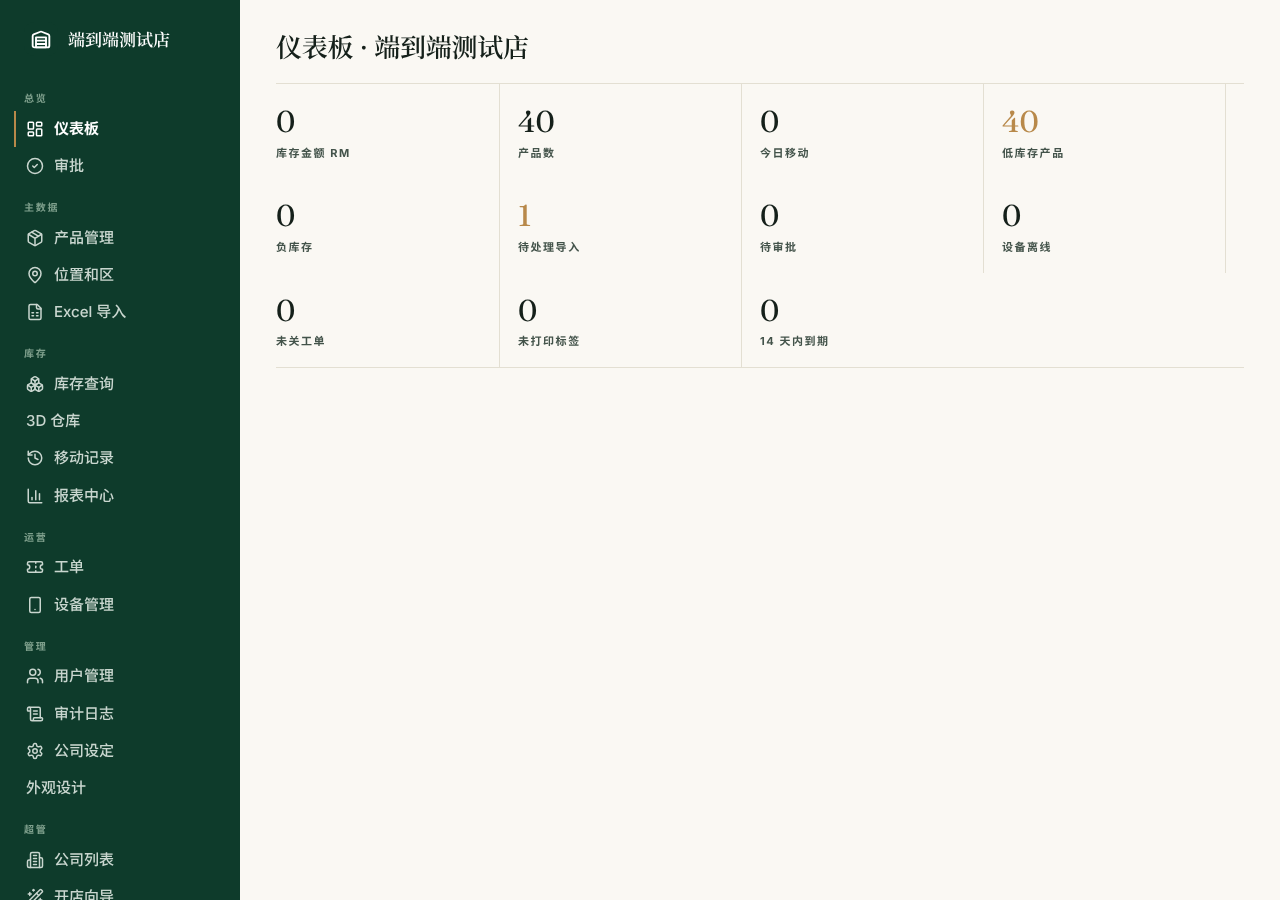 端到端测试店
总览
仪表板
审批
主数据
产品管理
位置和区
Excel 导入
库存
库存查询
3D 仓库
移动记录
报表中心
运营
工单
设备管理
管理
用户管理
审计日志
公司设定
外观设计
超管
公司列表
开店向导
仪表板 · 端到端测试店
0
库存金额 RM
40
产品数
0
今日移动
40
低库存产品
0
负库存
1
待处理导入
0
待审批
0
设备离线
0
未关工单
0
未打印标签
0
14 天内到期